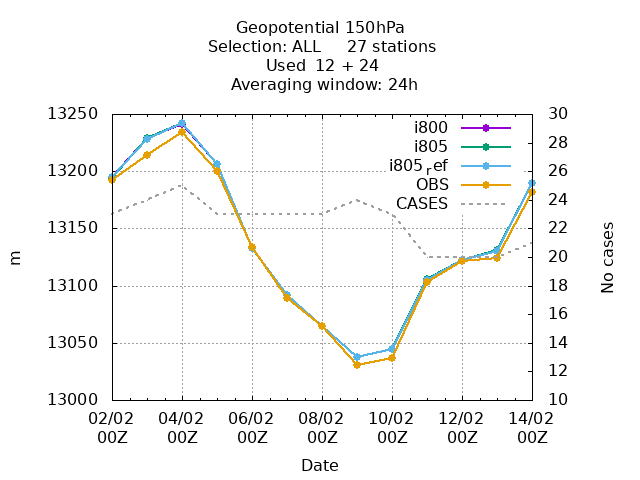 Geopotential 150hPa
Selection: ALL     27 stations
Used  12 + 24
Averaging window: 24h
13250
13200
13150
13100
13050
13000
m
30
28
26
24
22
20
18
16
14
12
10
No cases
i800
i805
i805ref
OBS
CASES
02/02 04/02 06/02 08/02 10/02 12/02 14/02
00Z 00Z 00Z 00Z 00Z 00Z 00Z
Date